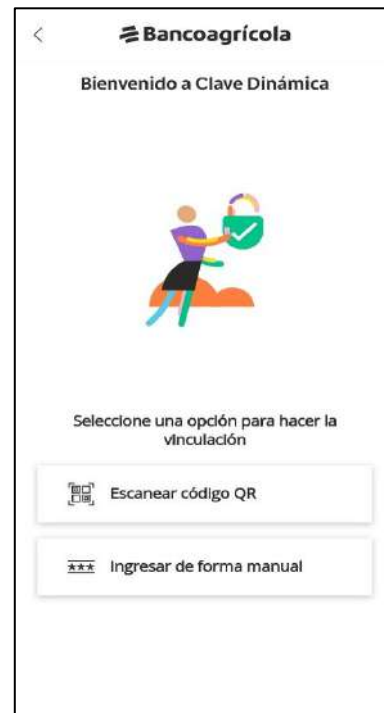 Bancoagrícola
Bienvenido a Clave Dinámica
Seleccione una opción para hacer la
vinculación
Escanear código QR
*** Ingresar de forma manual